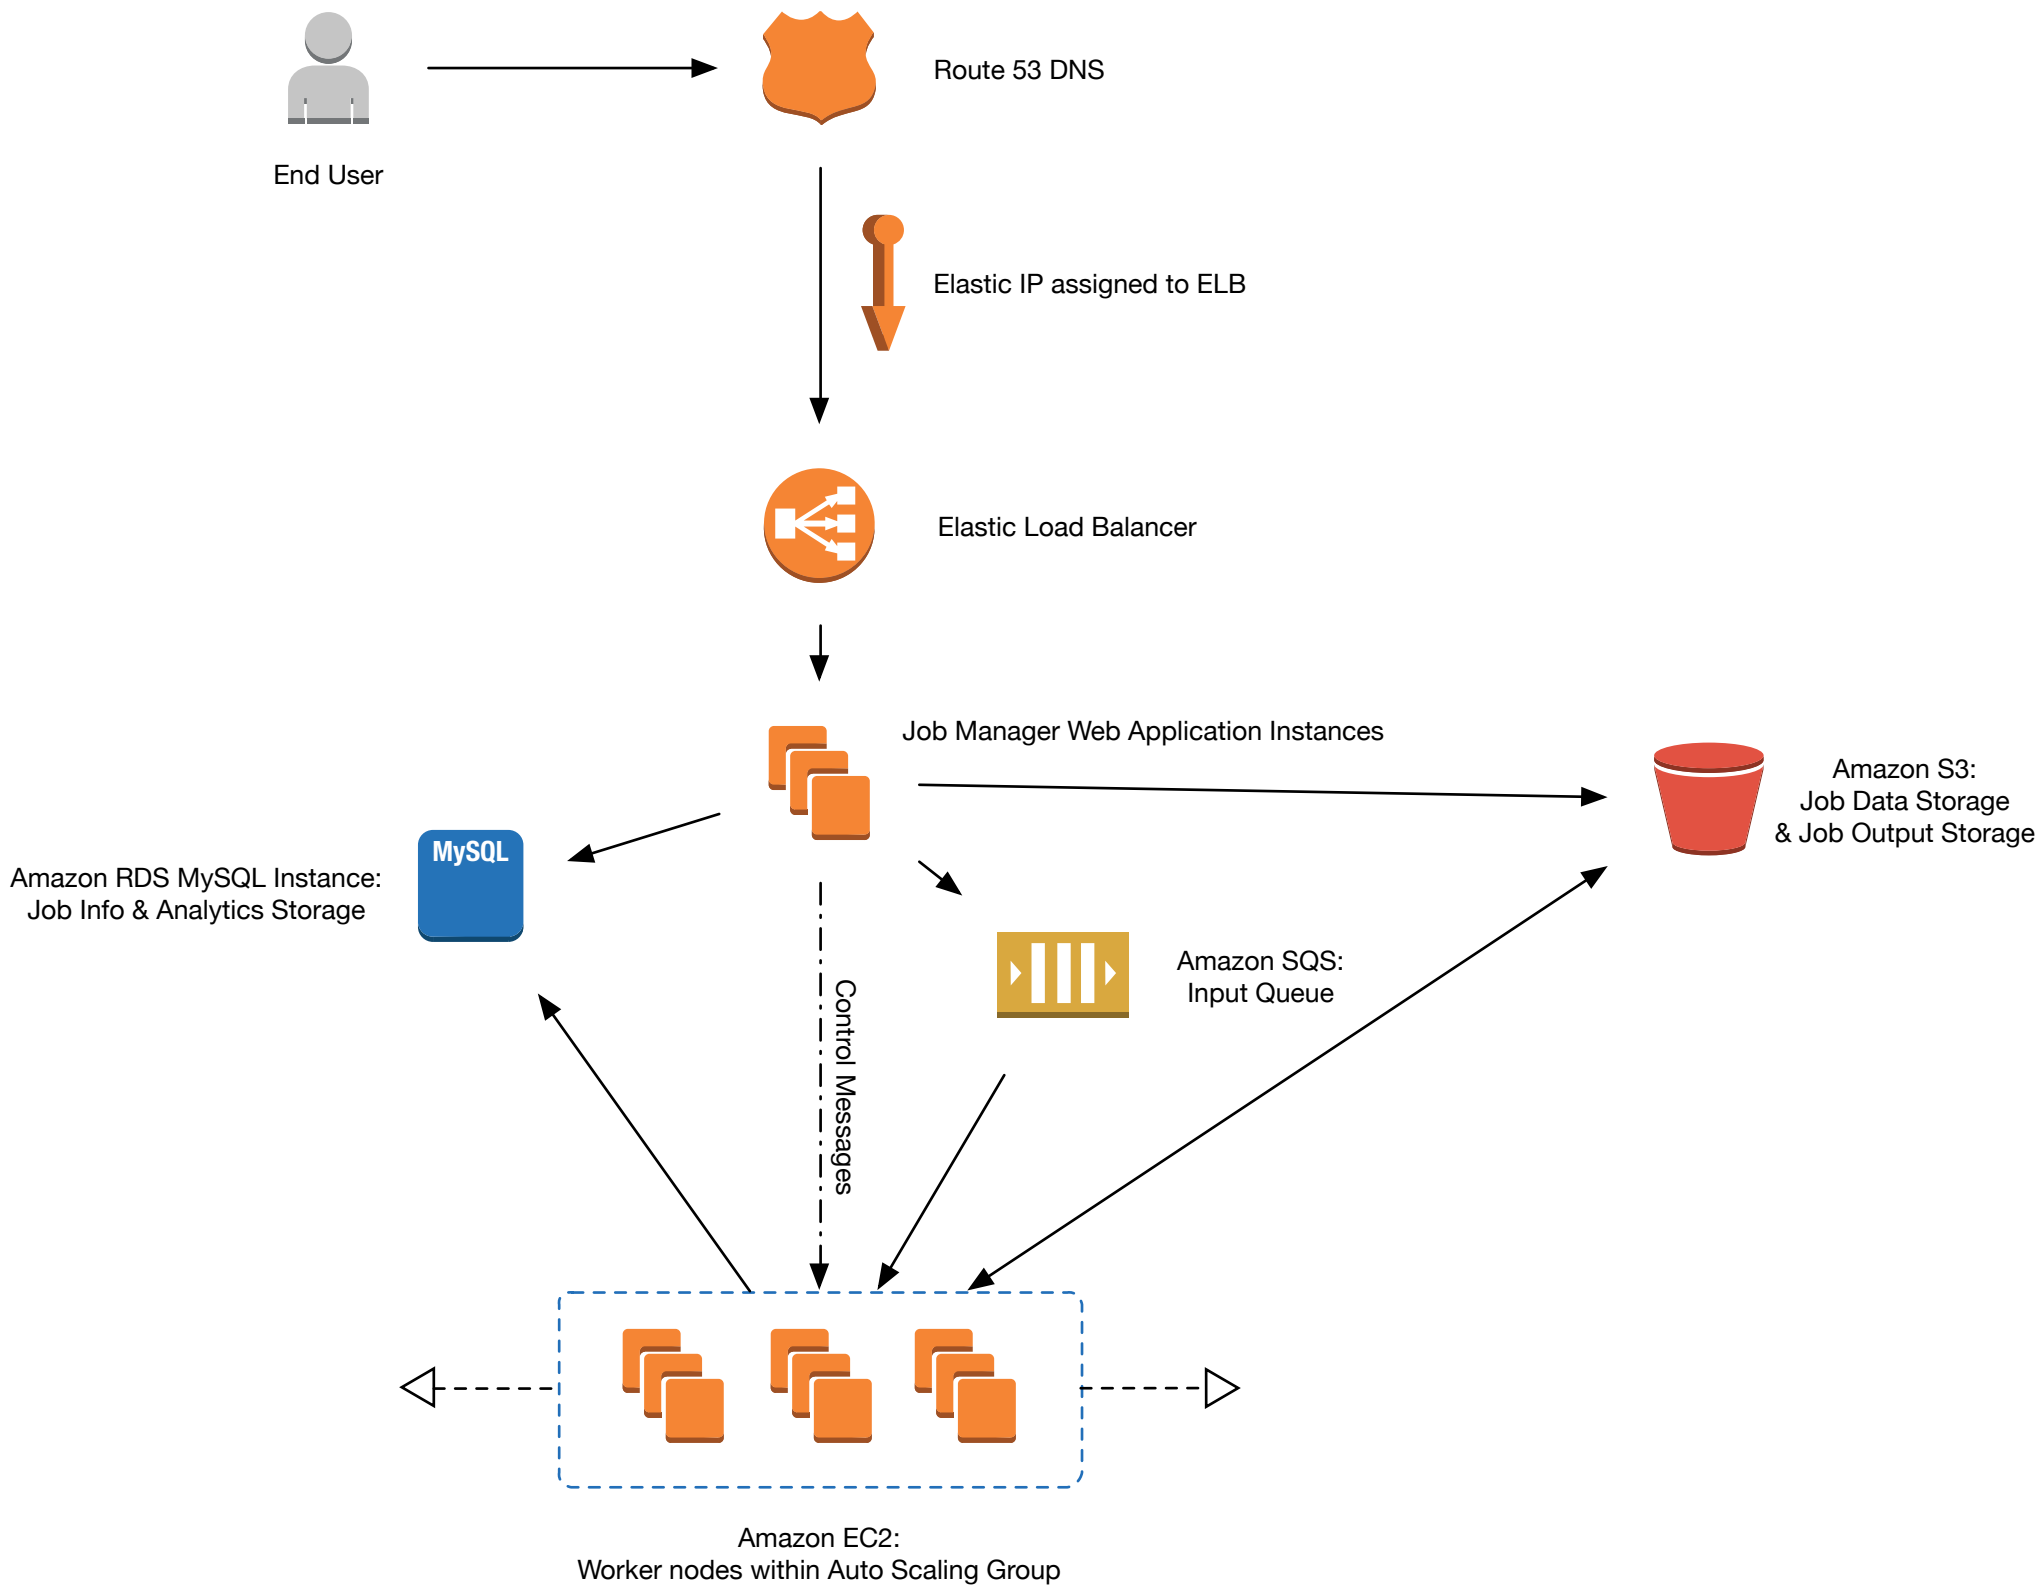 Route 53 DNS
End User
Elastic IP assigned to ELB
Elastic Load Balancer
Job Manager Web Application Instances
Amazon S3:
Job Data Storage
& Job Output Storage
MySQL
Amazon RDS MySQL Instance:
Job Info & Analytics Storage
Amazon SQS:
Input Queue
Control Messages
Amazon EC2:
Worker nodes within Auto Scaling Group